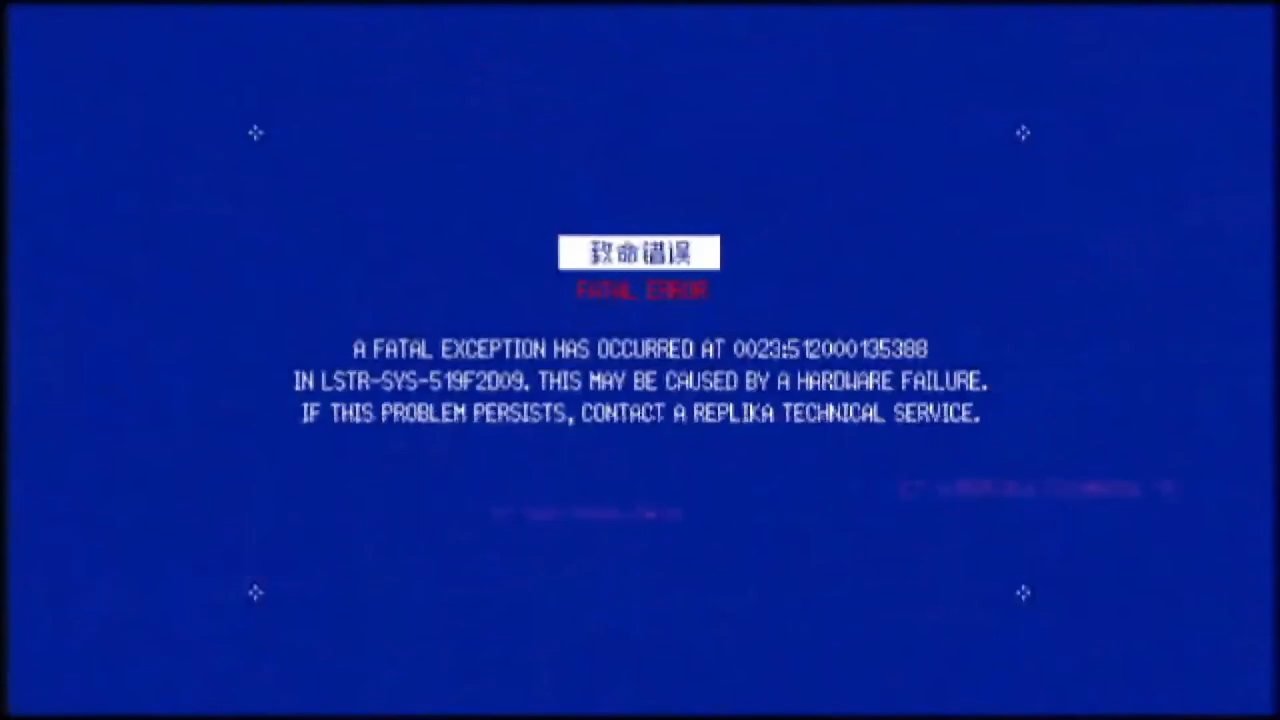 致命错误
FATAL ERROR
A FATAL EXCEPTION HAS OCCURRED AT 0023:512000135388
IN LSTR-SYS-519F2D09. THIS MAY BE CAUSED BY A HARDWARE FAILURE.
IF THIS PROBLEM PERSISTS, CONTACT A REPLIKA TECHNICAL SERVICE.